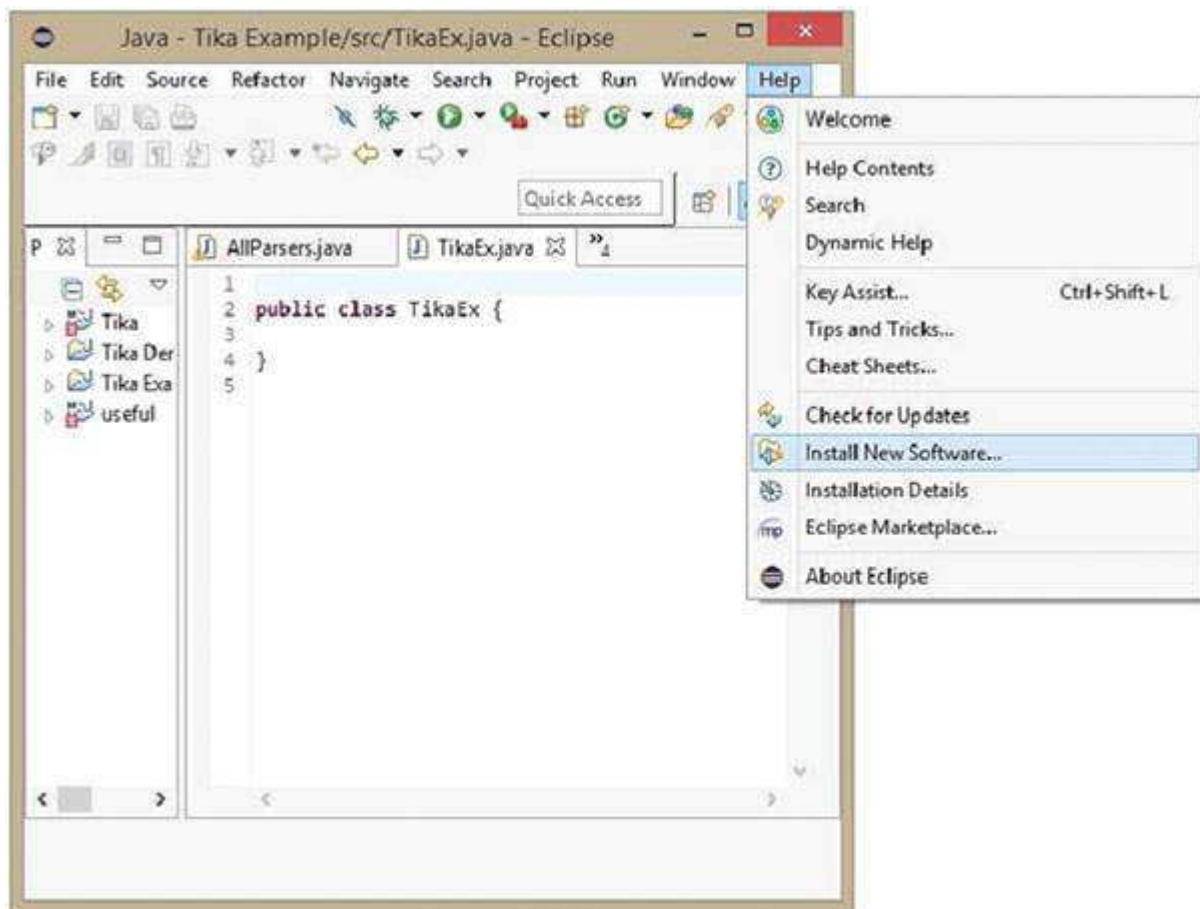 Java - Tika Example/src/TikaEx.java - Eclipse
File Edit Source Refactor Navigate Search Project Run Window Help
Quick Access
P
AllParsers.java TikaEx.java »4
Tika
Tika Der
Tika Exa
useful
1
2 public class TikaEx {
3
4 }
5
Welcome
Help Contents
Search
Dynamic Help
Key Assist... Ctrl+Shift+L
Tips and Tricks...
Cheat Sheets...
Check for Updates
Install New Software...
Installation Details
Eclipse Marketplace...
About Eclipse